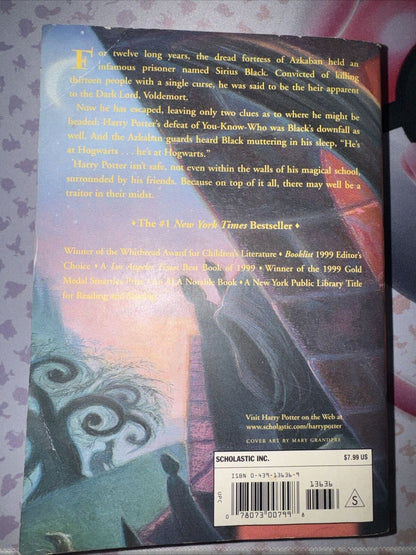 For twelve long years, the dread fortress of Azkaban held an
infamous prisoner named Sirius Black. Convicted of killing
thirteen people with a single curse, he was said to be the heir apparent
to the Dark Lord, Voldemort.
Now he has escaped, leaving only two clues as to where he might be
headed: Harry Potter's defeat of You-Know-Who was Black's downfall as
well. And the Azkaban guards heard Black muttering in his sleep, "He's
at Hogwarts . . . he's at Hogwarts."
Harry Potter isn't safe, not even within the walls of his magical school,
surrounded by his friends. Because on top of it all, there may well be a
traitor in their midst.
• The #1 New York Times Bestseller •
Winner of the Whitbread Award for Children's Literature • Booklist 1999 Editor's
Choice • A Los Angeles Times Best Book of 1999 • Winner of the 1999 Gold
Medal Smarties Prize • An ALA Notable Book • A New York Public Library Title
for Reading and Sharing
Visit Harry Potter on the Web at
www.scholastic.com/harrypotter
COVER ART BY MARY GRANDPRÉ
SCHOLASTIC INC. $7.99 US
ISBN 0-439-13636-9
13636
UPC
S
0 78073 00799 8